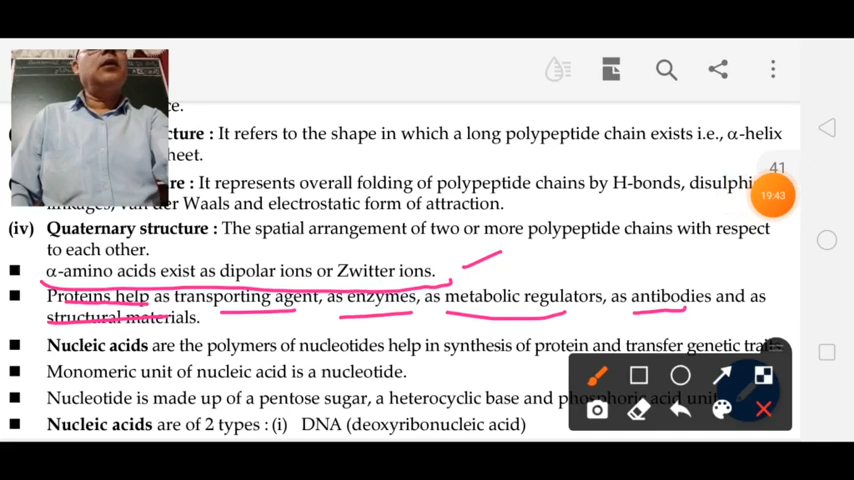 ce.
cture : It refers to the shape in which a long polypeptide chain exists i.e., α-helix
heet.
41
re : It represents overall folding of polypeptide chains by H-bonds, disulphi
19:43
van der Waals and electrostatic form of attraction.
(iv) Quaternary structure : The spatial arrangement of two or more polypeptide chains with respect
to each other.
■ α-amino acids exist as dipolar ions or Zwitter ions.
■ Proteins help as transporting agent, as enzymes, as metabolic regulators, as antibodies and as
structural materials.
■ Nucleic acids are the polymers of nucleotides help in synthesis of protein and transfer genetic traits
■ Monomeric unit of nucleic acid is a nucleotide.
■ Nucleotide is made up of a pentose sugar, a heterocyclic base and phosphoric acid unit
■ Nucleic acids are of 2 types : (i) DNA (deoxyribonucleic acid)